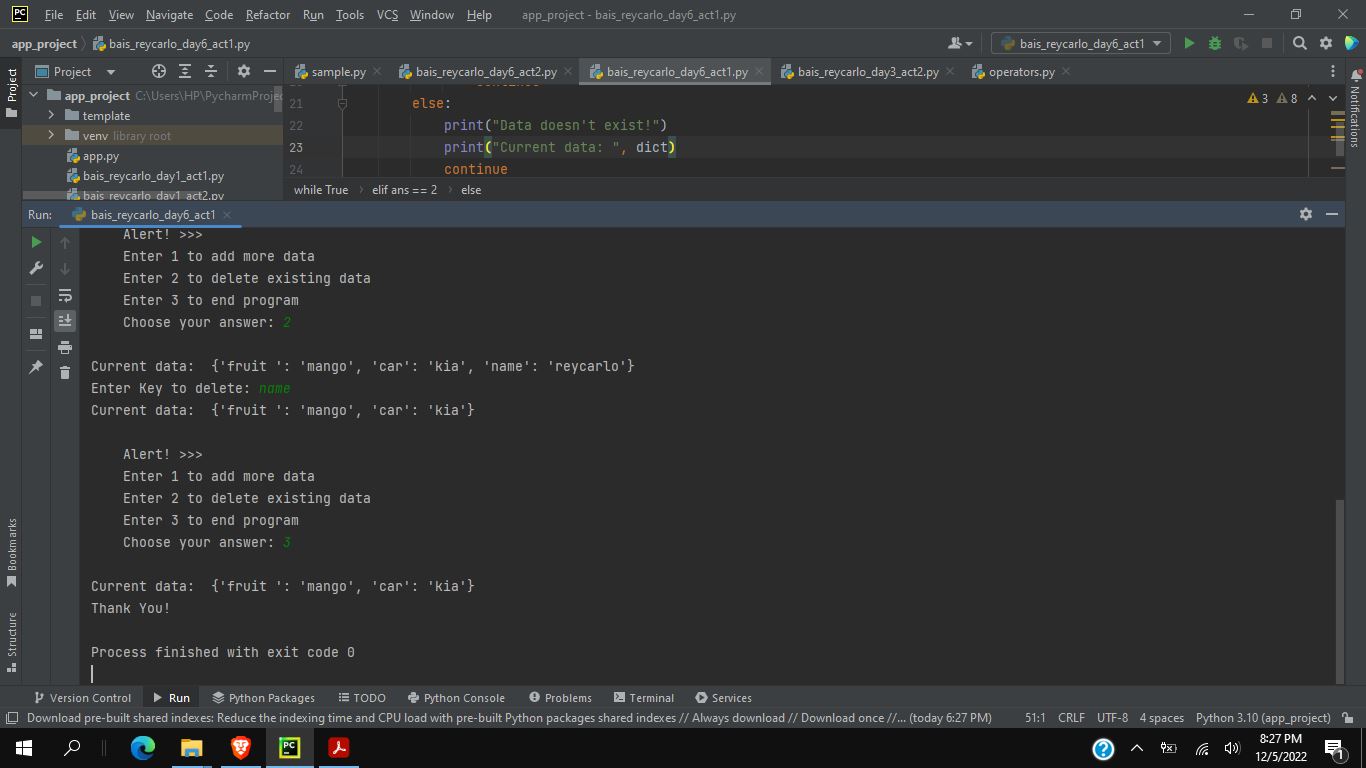 PC File Edit View Navigate Code Refactor Run Tools VCS Window Help app_project - bais_reycarlo_day6_act1.py
app_project bais_reycarlo_day6_act1.py bais_reycarlo_day6_act1
Project Project sample.py bais_reycarlo_day6_act2.py bais_reycarlo_day6_act1.py bais_reycarlo_day3_act2.py operators.py Notifications
app_project C:\Users\HP\PycharmProjec
template
venv library root
app.py
bais_reycarlo_day1_act1.py
bais_reycarlo_day1_act2.py
20 continue
21 else:
22 print("Data doesn't exist!")
23 print("Current data: ", dict)
24 continue
3 8
while True elif ans == 2 else
Run: bais_reycarlo_day6_act1
Alert! >>>
Enter 1 to add more data
Enter 2 to delete existing data
Enter 3 to end program
Choose your answer: 2
Current data:  {'fruit ': 'mango', 'car': 'kia', 'name': 'reycarlo'}
Enter Key to delete: name
Current data:  {'fruit ': 'mango', 'car': 'kia'}
Alert! >>>
Enter 1 to add more data
Enter 2 to delete existing data
Enter 3 to end program
Choose your answer: 3
Current data:  {'fruit ': 'mango', 'car': 'kia'}
Thank You!
Process finished with exit code 0
Bookmarks
Structure
Version Control Run Python Packages TODO Python Console Problems Terminal Services
Download pre-built shared indexes: Reduce the indexing time and CPU load with pre-built Python packages shared indexes // Always download // Download once //... (today 6:27 PM) 51:1 CRLF UTF-8 4 spaces Python 3.10 (app_project)
PC 8:27 PM
12/5/2022 1